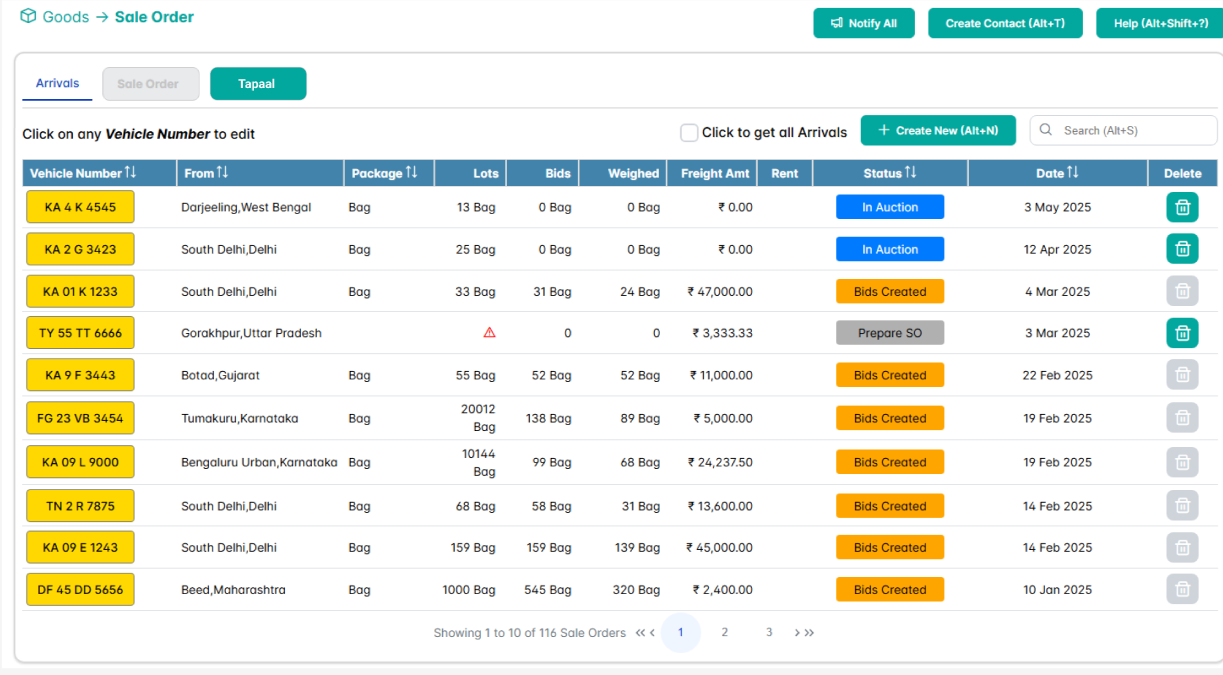 Goods → Sale Order
Notify All
Create Contact (Alt+T)
Help (Alt+Shift+?)
Arrivals
Sale Order
Tapaal
Click on any Vehicle Number to edit
Click to get all Arrivals
+ Create New (Alt+N)
Search (Alt+S)
Vehicle Number From Package Lots Bids Weighed Freight Amt Rent Status Date Delete
KA 4 K 4545 Darjeeling,West Bengal Bag 13 Bag 0 Bag 0 Bag ₹ 0.00 In Auction 3 May 2025
KA 2 G 3423 South Delhi,Delhi Bag 25 Bag 0 Bag 0 Bag ₹ 0.00 In Auction 12 Apr 2025
KA 01 K 1233 South Delhi,Delhi Bag 33 Bag 31 Bag 24 Bag ₹ 47,000.00 Bids Created 4 Mar 2025
TY 55 TT 6666 Gorakhpur,Uttar Pradesh 0 0 ₹ 3,333.33 Prepare SO 3 Mar 2025
KA 9 F 3443 Botad,Gujarat Bag 55 Bag 52 Bag 52 Bag ₹ 11,000.00 Bids Created 22 Feb 2025
FG 23 VB 3454 Tumakuru,Karnataka Bag 20012 Bag 138 Bag 89 Bag ₹ 5,000.00 Bids Created 19 Feb 2025
KA 09 L 9000 Bengaluru Urban,Karnataka Bag 10144 Bag 99 Bag 68 Bag ₹ 24,237.50 Bids Created 19 Feb 2025
TN 2 R 7875 South Delhi,Delhi Bag 68 Bag 58 Bag 31 Bag ₹ 13,600.00 Bids Created 14 Feb 2025
KA 09 E 1243 South Delhi,Delhi Bag 159 Bag 159 Bag 139 Bag ₹ 45,000.00 Bids Created 14 Feb 2025
DF 45 DD 5656 Beed,Maharashtra Bag 1000 Bag 545 Bag 320 Bag ₹ 2,400.00 Bids Created 10 Jan 2025
Showing 1 to 10 of 116 Sale Orders « ‹ 1 2 3 › »